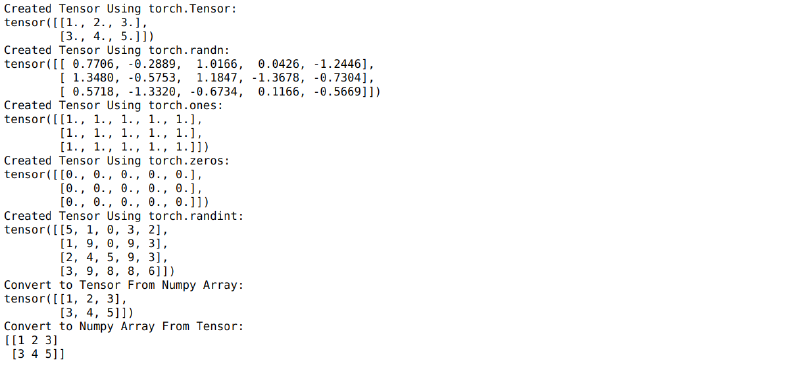 Created Tensor Using torch.Tensor:
tensor([[1., 2., 3.],
        [3., 4., 5.]])
Created Tensor Using torch.randn:
tensor([[ 0.7706, -0.2889,  1.0166,  0.0426, -1.2446],
        [ 1.3480, -0.5753,  1.1847, -1.3678, -0.7304],
        [ 0.5718, -1.3320, -0.6734,  0.1166, -0.5669]])
Created Tensor Using torch.ones:
tensor([[1., 1., 1., 1., 1.],
        [1., 1., 1., 1., 1.],
        [1., 1., 1., 1., 1.]])
Created Tensor Using torch.zeros:
tensor([[0., 0., 0., 0., 0.],
        [0., 0., 0., 0., 0.],
        [0., 0., 0., 0., 0.]])
Created Tensor Using torch.randint:
tensor([[5, 1, 0, 3, 2],
        [1, 9, 0, 9, 3],
        [2, 4, 5, 9, 3],
        [3, 9, 8, 8, 6]])
Convert to Tensor From Numpy Array:
tensor([[1, 2, 3],
        [3, 4, 5]])
Convert to Numpy Array From Tensor:
[[1 2 3]
 [3 4 5]]